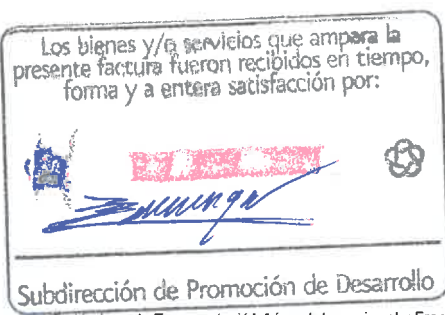 Los bienes y/o servicios que ampara la
presente factura fueron recibidos en tiempo,
forma y a entera satisfacción por:
Subdirección de Promoción de Desarrollo